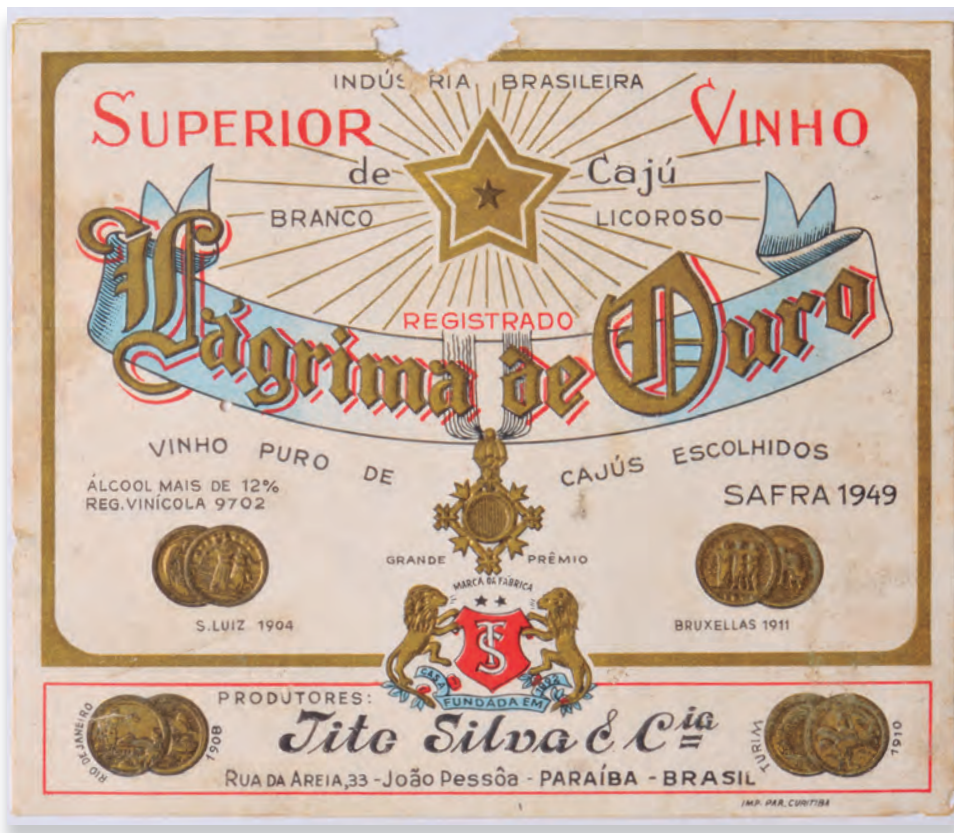 INDÚS RIA BRASILEIRA
SUPERIOR VINHO
de Cajú
BRANCO LICOROSO
REGISTRADO
Lágrima de Ouro
VINHO PURO DE CAJÚS ESCOLHIDOS
ÁLCOOL MAIS DE 12%
REG. VINÍCOLA 9702
SAFRA 1949
GRANDE PRÊMIO
MARCA DA FÁBRICA
S. LUIZ 1904
BRUXELLAS 1911
TS
CASA FUNDADA EM
PRODUTORES:
Tito Silva & Cia
RIO DE JANEIRO 1908
TURIM 1910
RUA DA AREIA, 33 - João Pessôa - PARAÍBA - BRASIL
IMP. PAR. CURITIBA